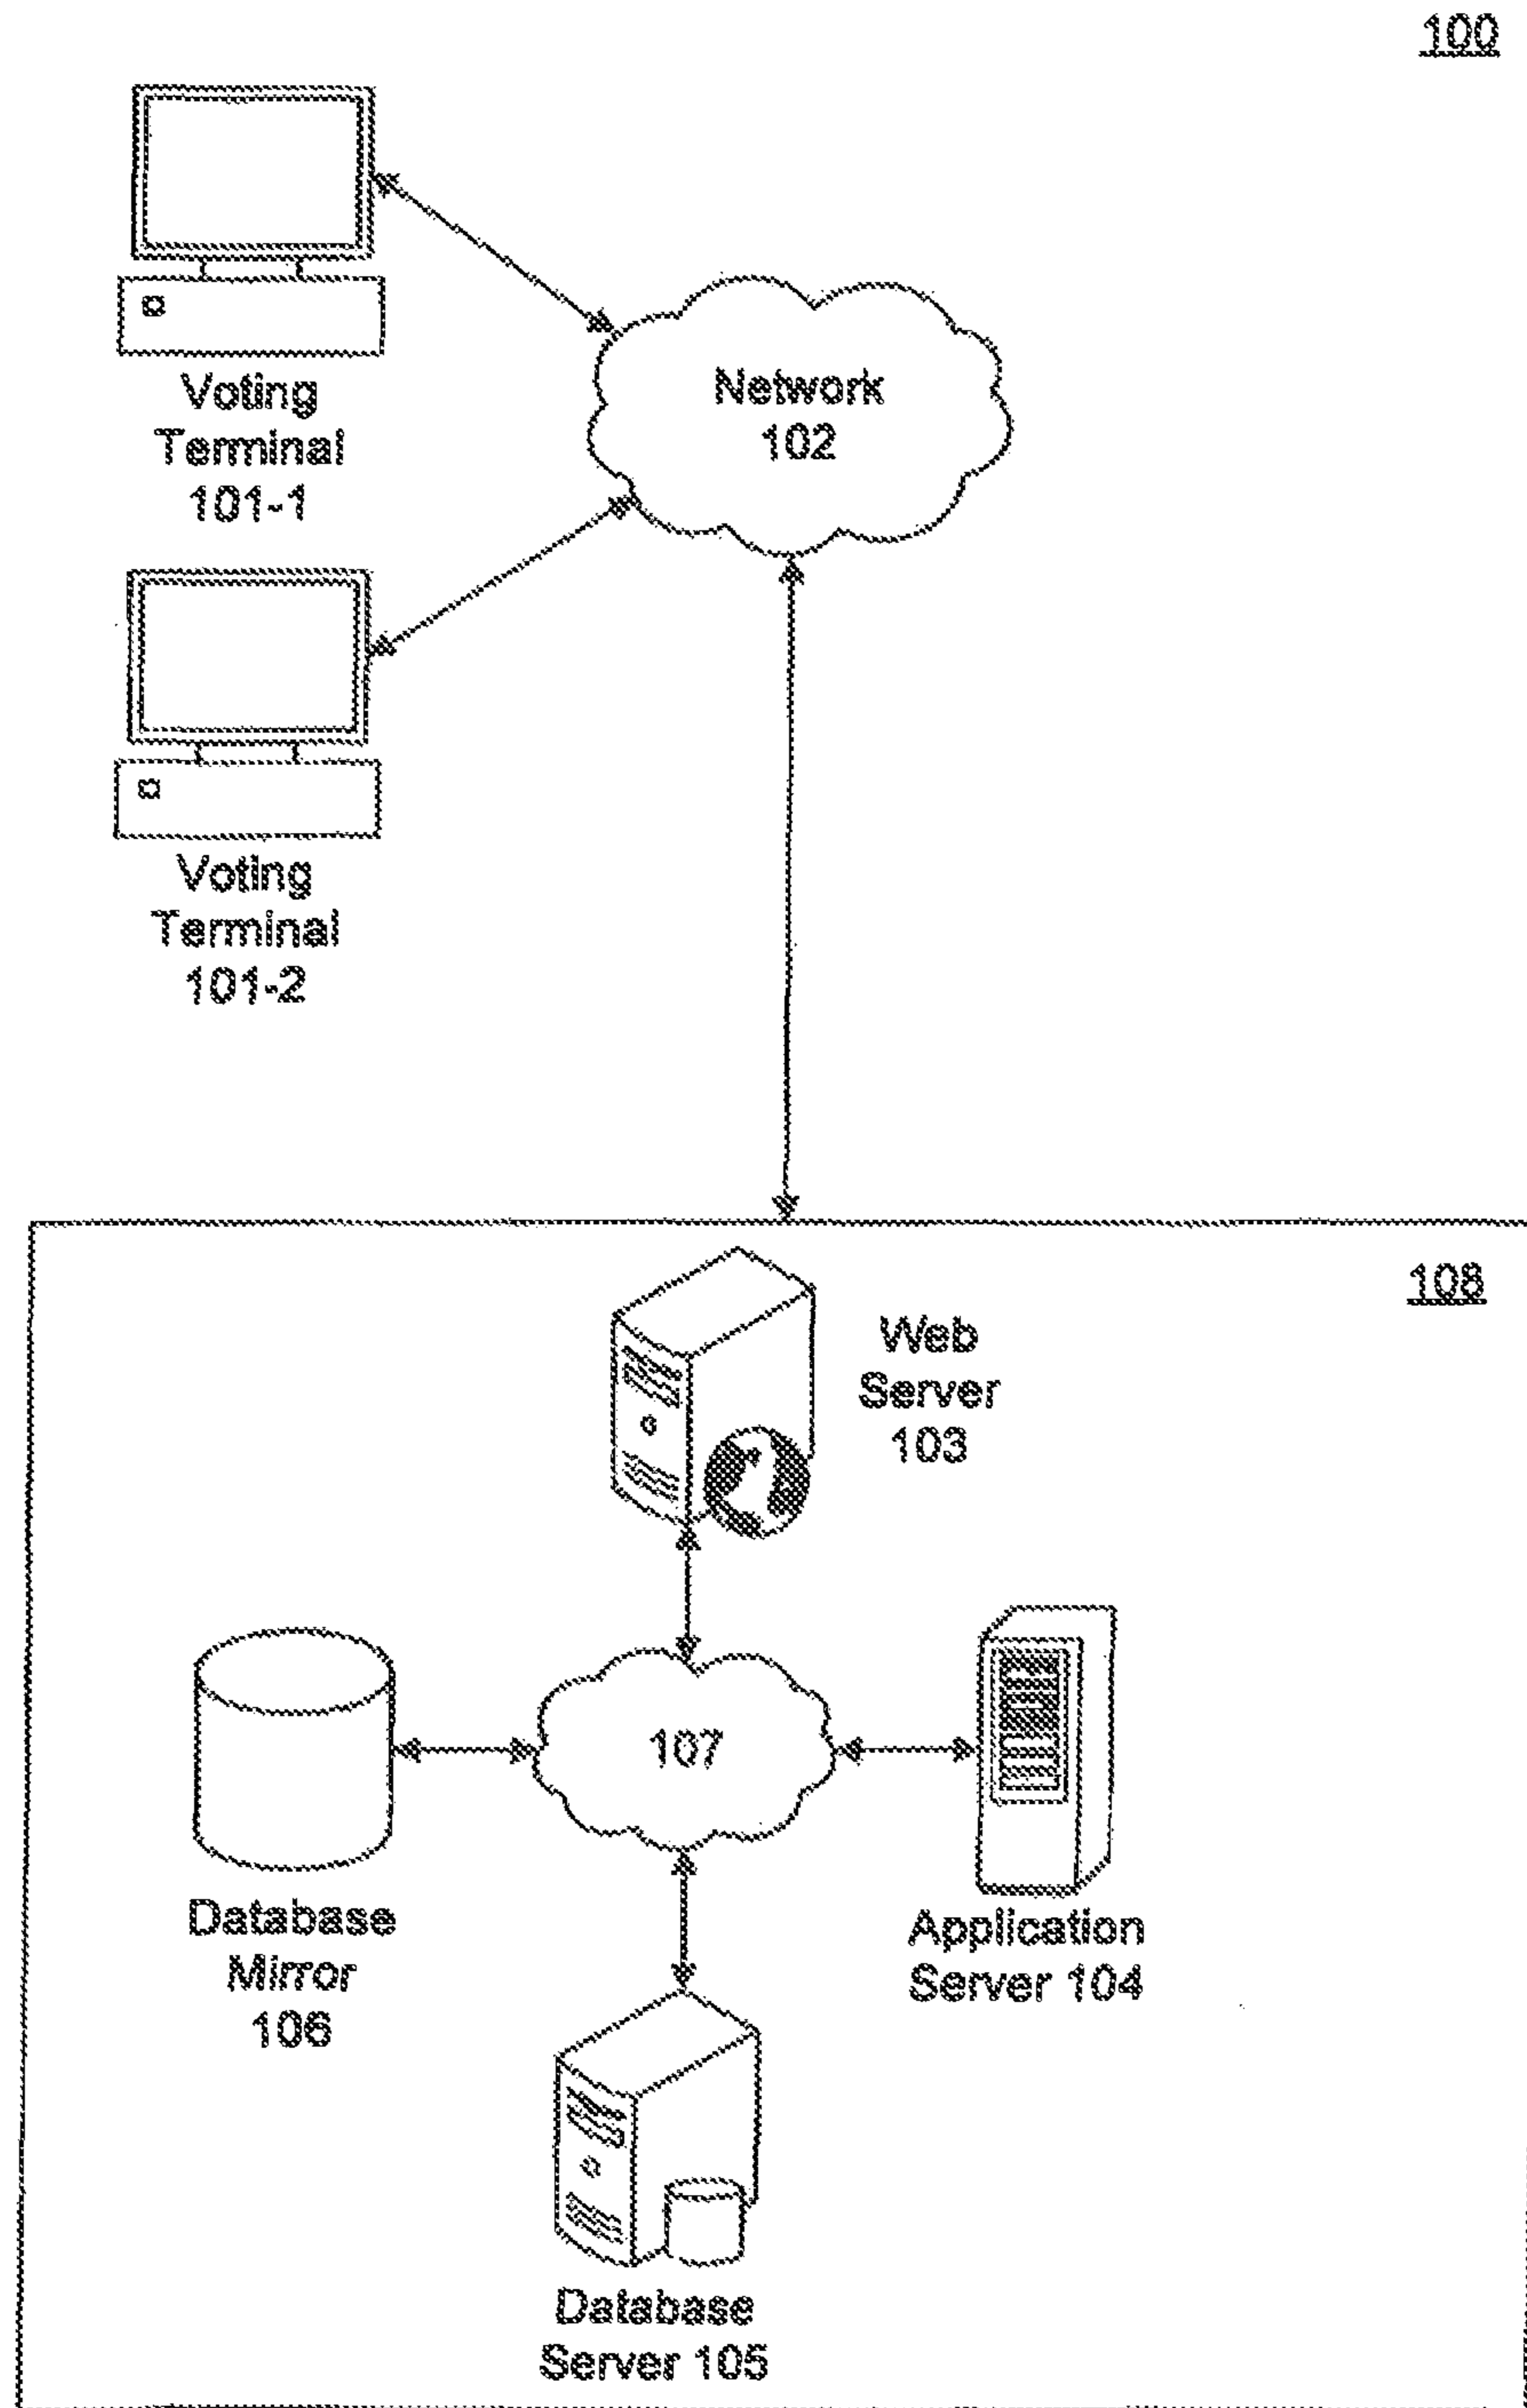 100
Voting
Terminal
101-1
Network
102
Voting
Terminal
101-2
108
Web
Server
103
107
Database
Mirror
106
Application
Server 104
Database
Server 105